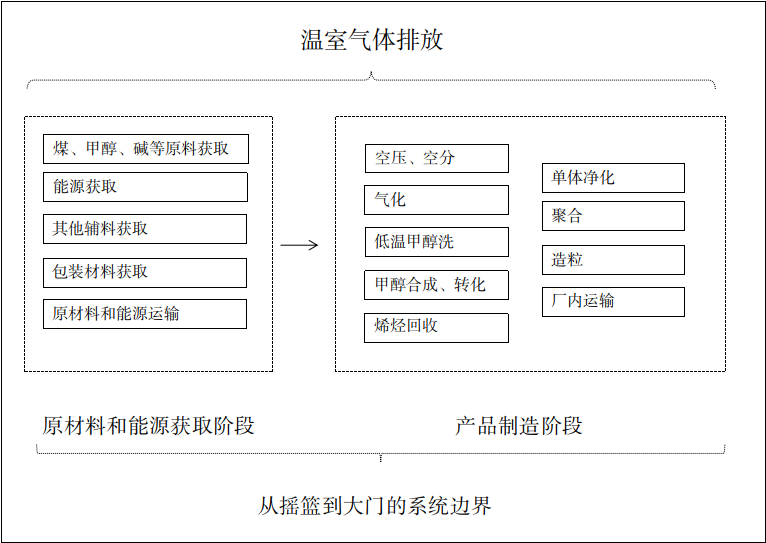 温室气体排放
煤、甲醇、碱等原料获取
能源获取
其他辅料获取
包装材料获取
原材料和能源运输
空压、空分
气化
低温甲醇洗
甲醇合成、转化
烯烃回收
单体净化
聚合
造粒
厂内运输
原材料和能源获取阶段
产品制造阶段
从摇篮到大门的系统边界